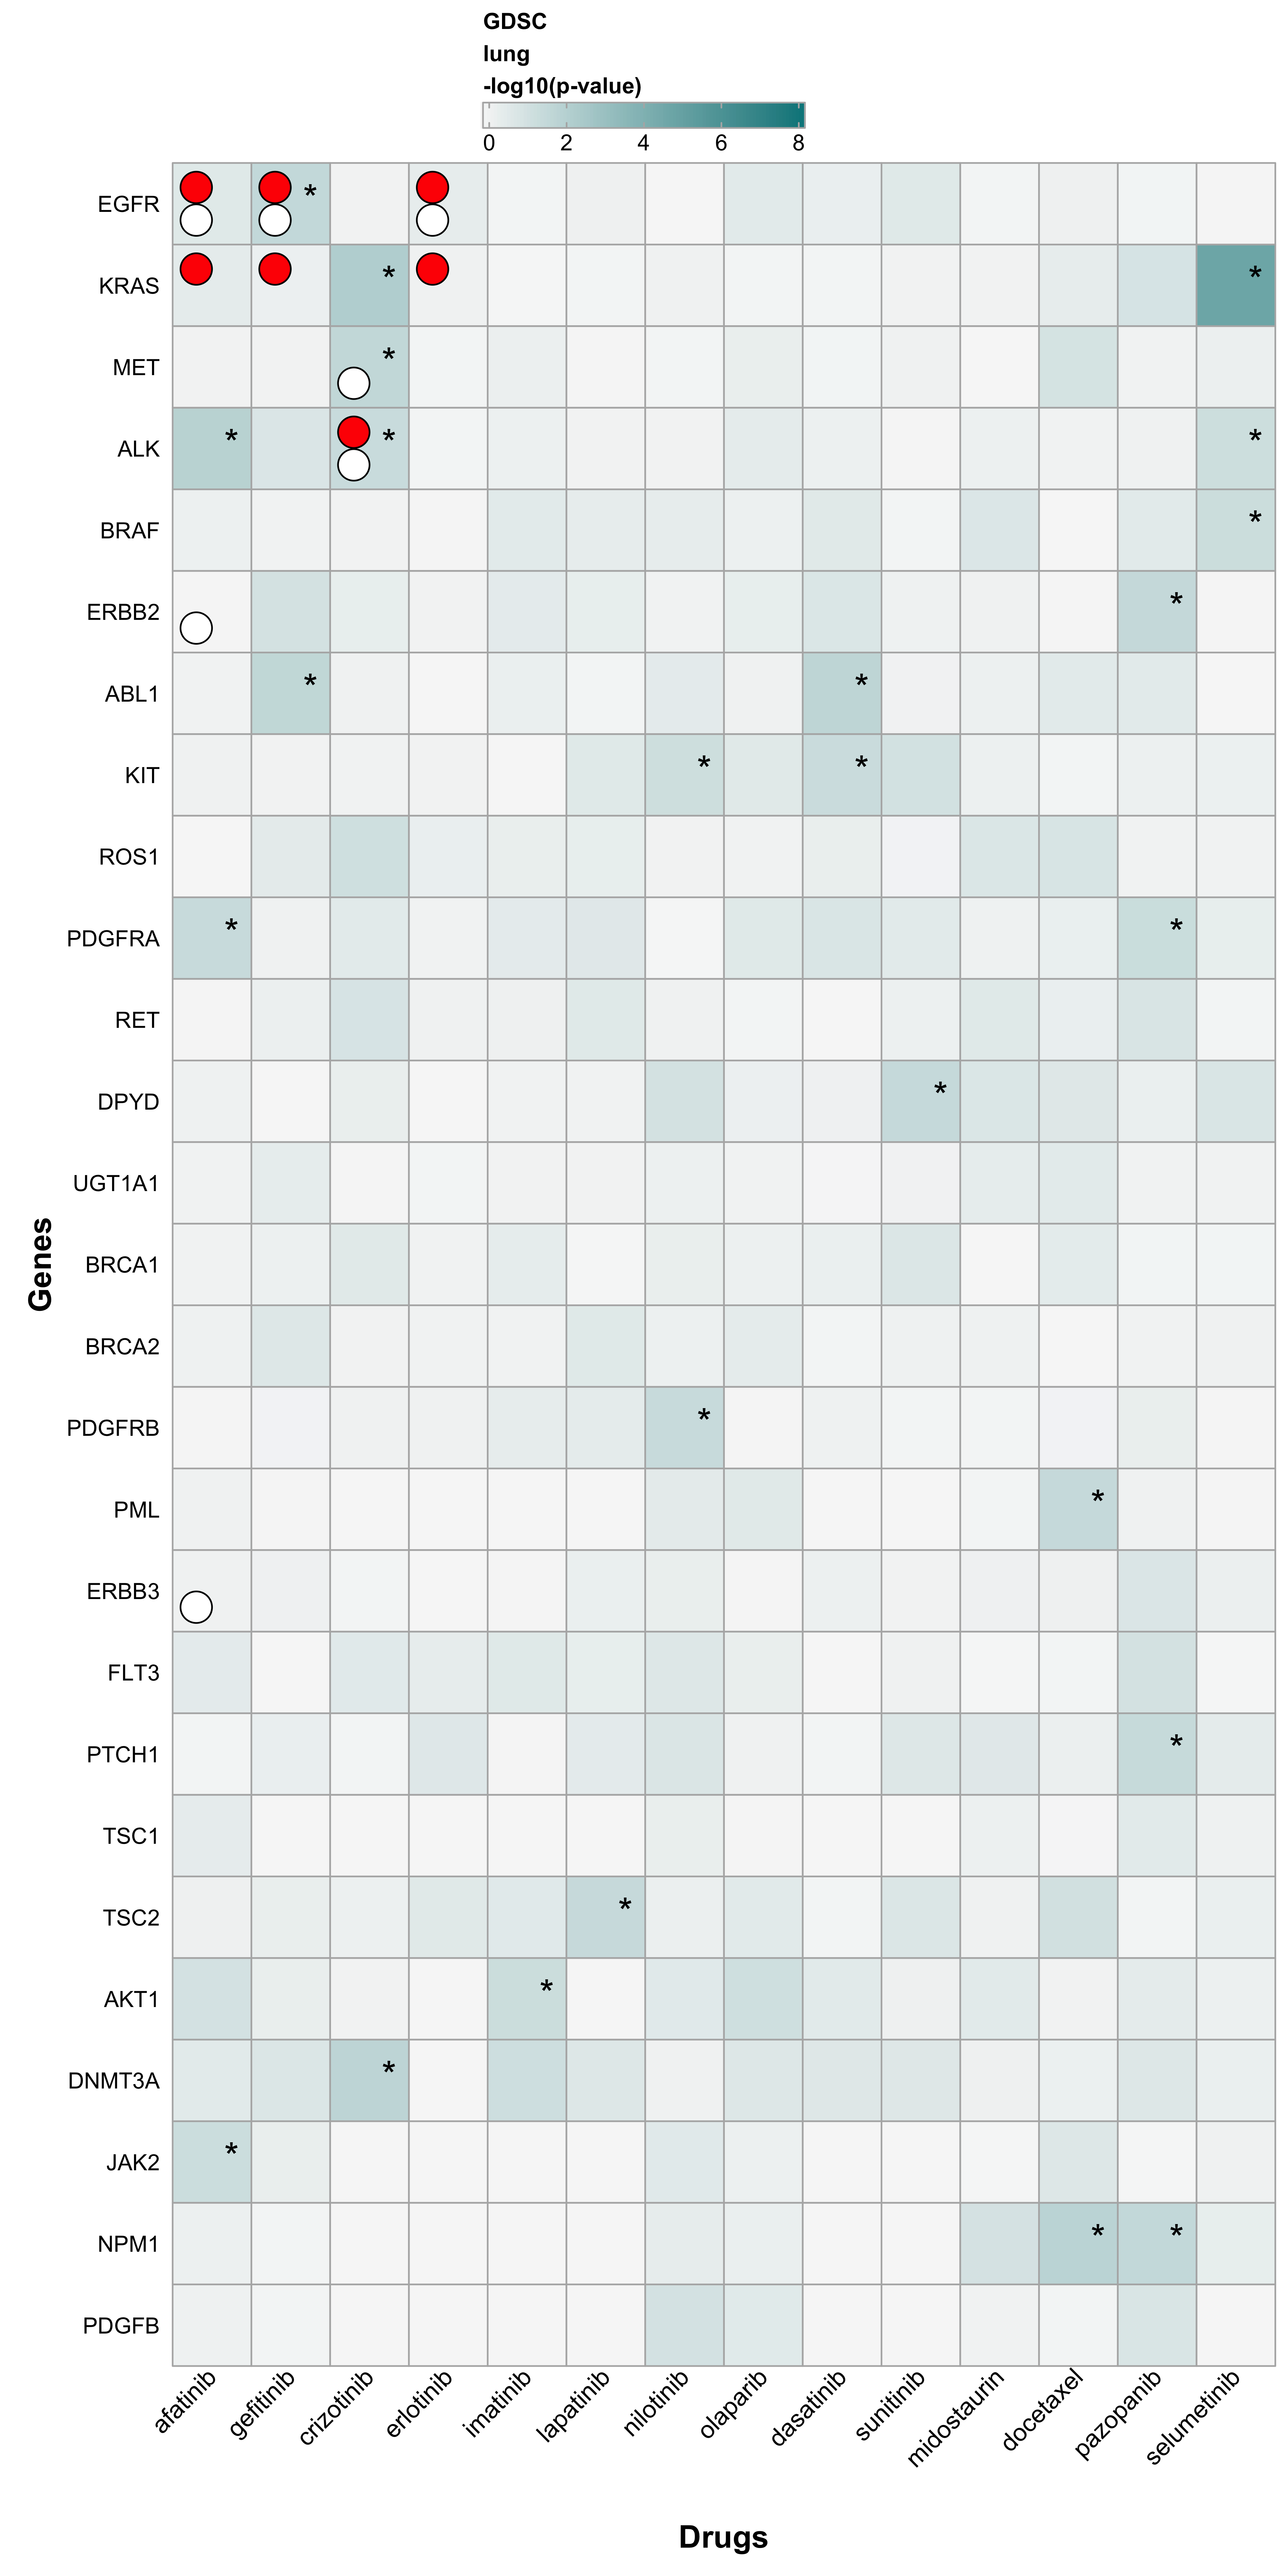 GDSC
lung
-log10(p-value)
0 2 4 6 8
EGFR *
KRAS * *
MET *
ALK * * *
BRAF *
ERBB2 *
ABL1 * *
KIT * *
ROS1
PDGFRA * *
RET
DPYD *
UGT1A1
BRCA1
BRCA2
PDGFRB *
PML *
ERBB3
FLT3
PTCH1 *
TSC1
TSC2 *
AKT1 *
DNMT3A *
JAK2 *
NPM1 * *
PDGFB
Genes
afatinib gefitinib crizotinib erlotinib imatinib lapatinib nilotinib olaparib dasatinib sunitinib midostaurin docetaxel pazopanib selumetinib
Drugs